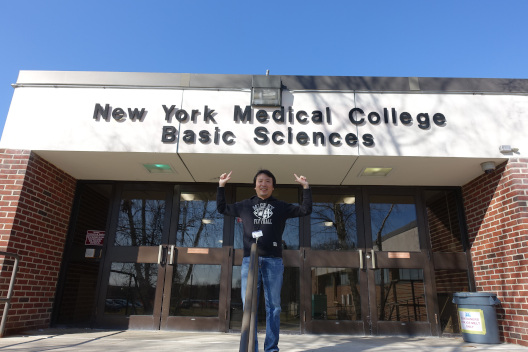 New York Medical College
Basic Sciences